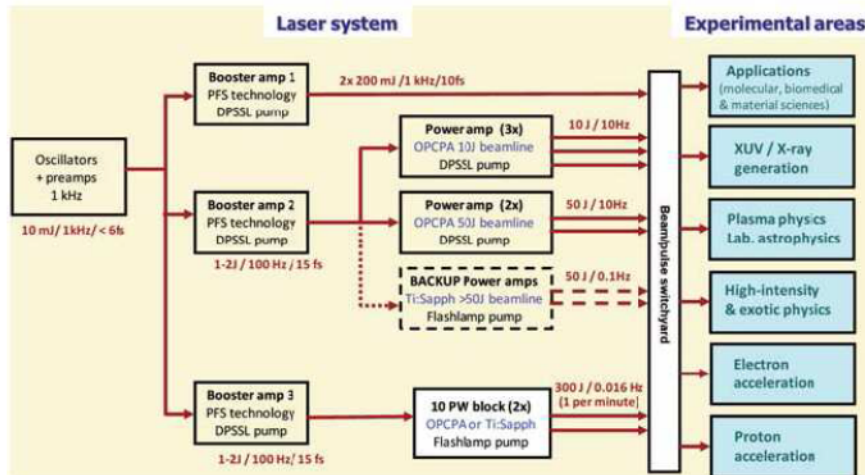 Laser system
Experimental areas
Booster amp 1
PFS technology
DPSSL pump
2x 200 mJ /1 kHz/10fs
Applications
(molecular, biomedical
& material sciences)
Oscillators
+ preamps
1 kHz
10 mJ/ 1kHz/ < 6fs
Power amp (3x)
OPCPA 10J beamline
DPSSL pump
10 J / 10Hz
XUV / X-ray
generation
Booster amp 2
PFS technology
DPSSL pump
1-2J / 100 Hz / 15 fs
Power amp (2x)
OPCPA 50J beamline
DPSSL pump
50 J / 10Hz
Plasma physics
Lab. astrophysics
BACKUP Power amps
Ti:Sapph >50J beamline
Flashlamp pump
50 J / 0.1Hz
Beam/pulse switchyard
High-intensity
& exotic physics
Electron
acceleration
Booster amp 3
PFS technology
DPSSL pump
1-2J / 100 Hz/ 15 fs
10 PW block (2x)
OPCPA or Ti:Sapph
Flashlamp pump
300 J / 0.016 Hz
(1 per minute)
Proton
acceleration